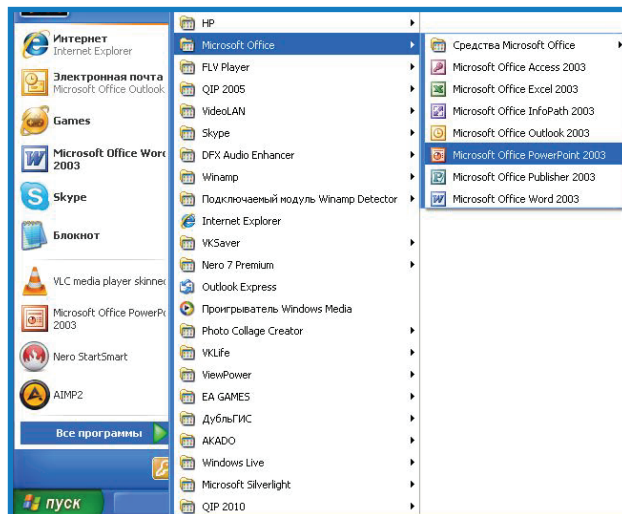 Интернет
Internet Explorer
Электронная почта
Microsoft Office Outlook
Games
Microsoft Office Word
2003
Skype
Блокнот
VLC media player skinned
Microsoft Office PowerPo
2003
Nero StartSmart
AIMP2
Все программы
пуск
HP
Microsoft Office
FLV Player
QIP 2005
VideoLAN
Skype
DFX Audio Enhancer
Winamp
Подключаемый модуль Winamp Detector
Internet Explorer
VKSaver
Nero 7 Premium
Outlook Express
Проигрыватель Windows Media
Photo Collage Creator
VKLife
ViewPower
EA GAMES
ДубльГИС
AKADO
Windows Live
Microsoft Silverlight
QIP 2010
Средства Microsoft Office
Microsoft Office Access 2003
Microsoft Office Excel 2003
Microsoft Office InfoPath 2003
Microsoft Office Outlook 2003
Microsoft Office PowerPoint 2003
Microsoft Office Publisher 2003
Microsoft Office Word 2003